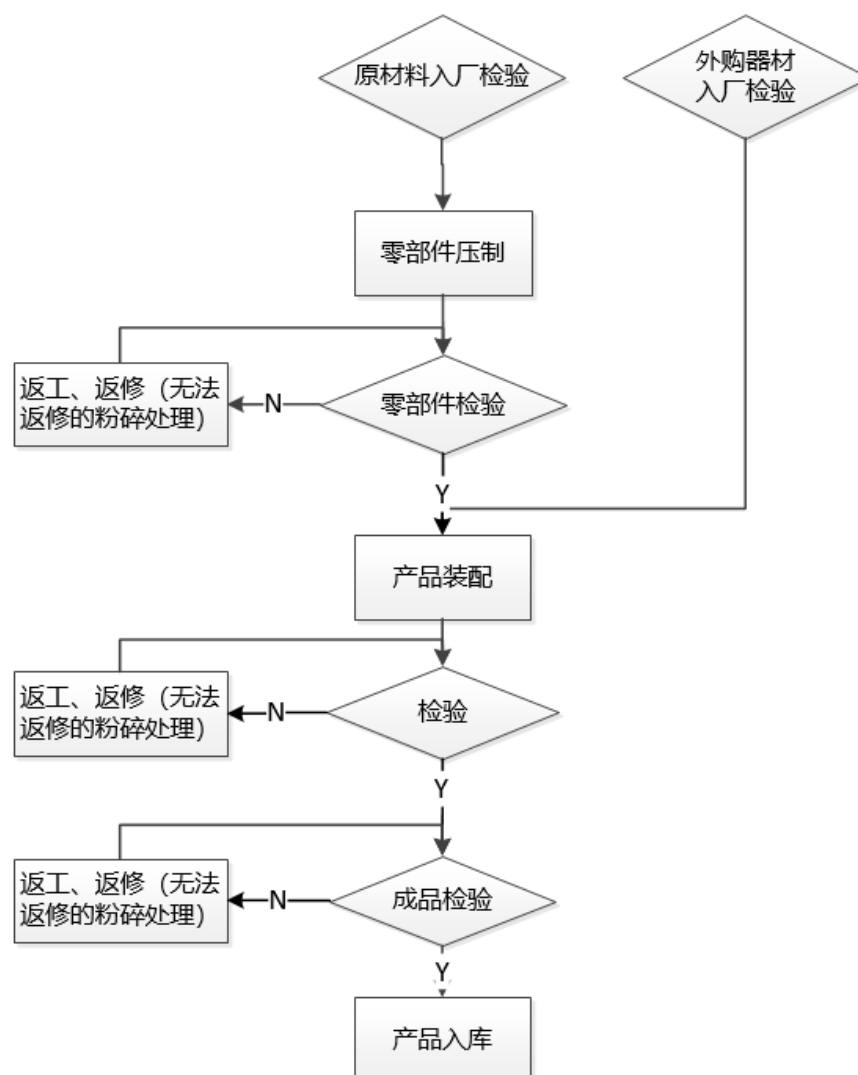 原材料入厂检验
外购器材
入厂检验
零部件压制
返工、返修（无法
返修的粉碎处理）
N
零部件检验
Y
产品装配
返工、返修（无法
返修的粉碎处理）
N
检验
Y
返工、返修（无法
返修的粉碎处理）
N
成品检验
Y
产品入库